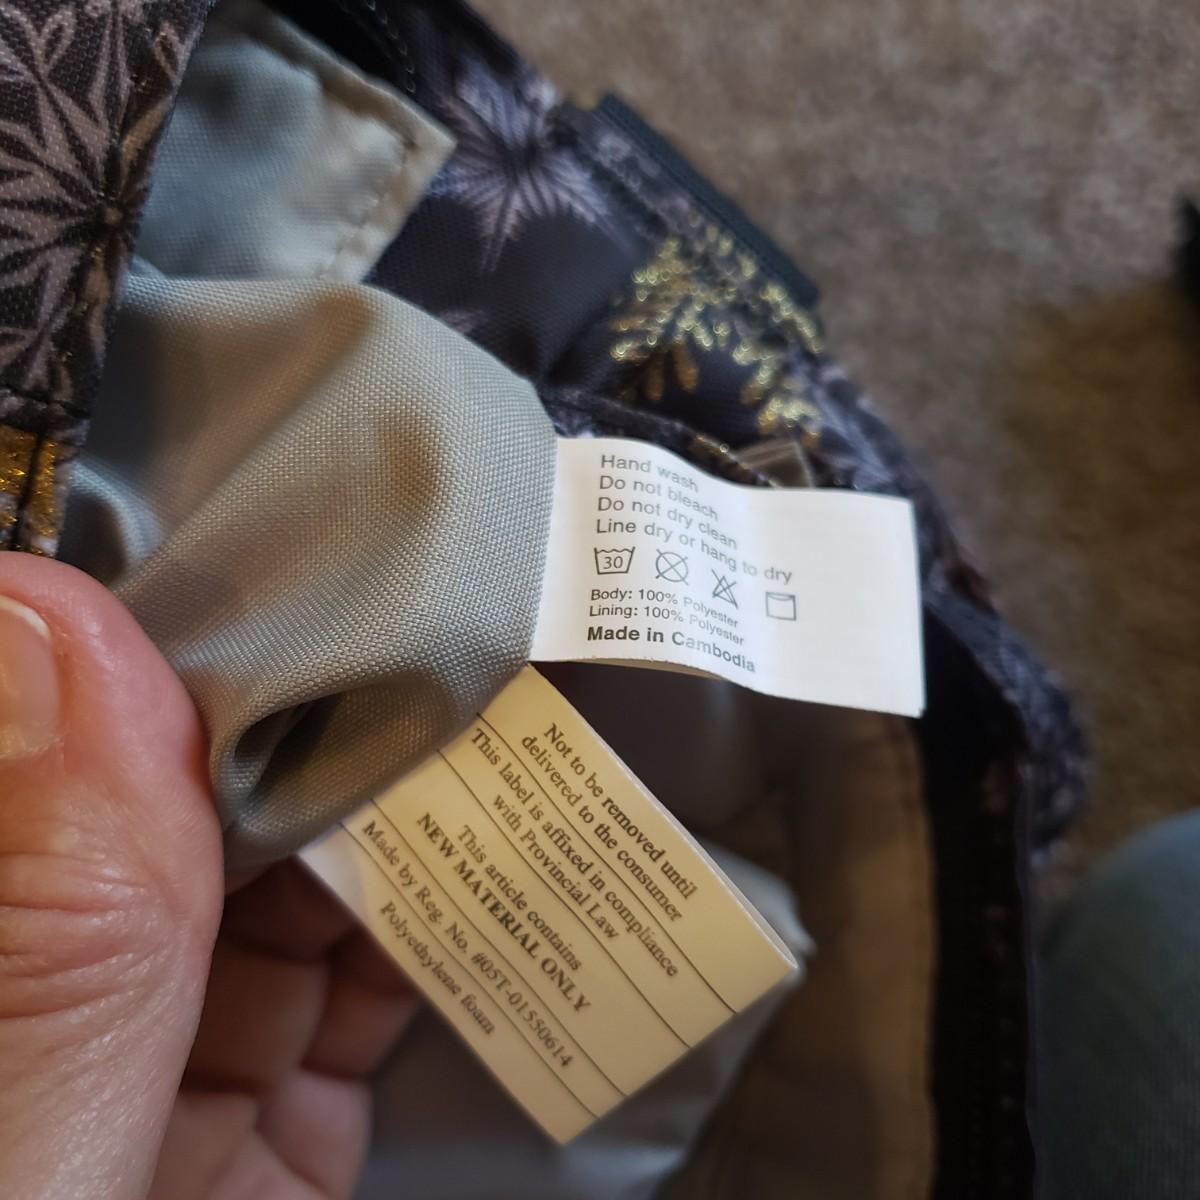 Hand wash
Do not bleach
Do not dry clean
Line dry or hang to dry
30
Body: 100% Polyester
Lining: 100% Polyester
Made in Cambodia
Not to be removed until
delivered to the consumer
This label is affixed in compliance
with Provincial Law
This article contains
NEW MATERIAL ONLY
Made by Reg. No. #05T-01550614
Polyethylene foam